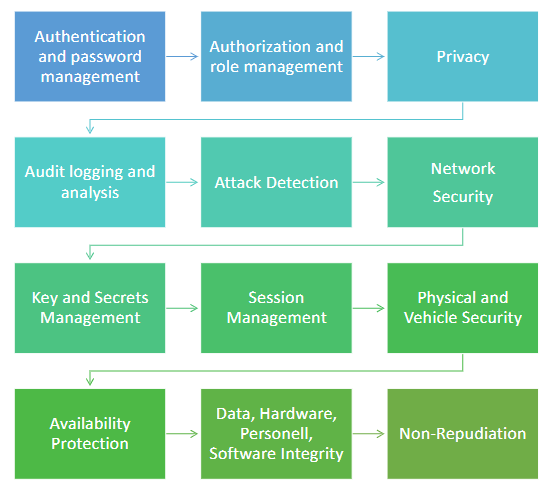 Authentication
and password
management
Authorization and
role management
Privacy
Audit logging and
analysis
Attack Detection
Network
Security
Key and Secrets
Management
Session
Management
Physical and
Vehicle Security
Availability
Protection
Data, Hardware,
Personell,
Software Integrity
Non-Repudiation